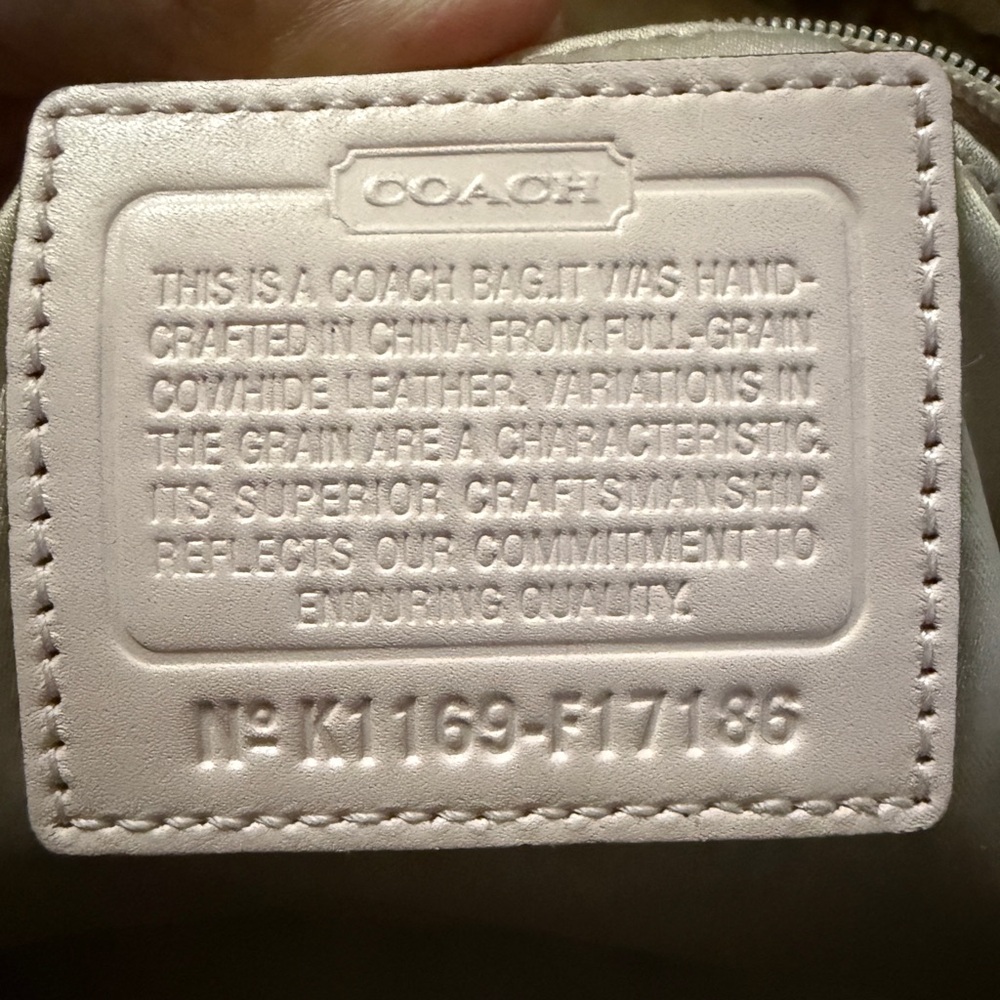 COACH
THIS IS A COACH BAG. IT WAS HAND-
CRAFTED IN CHINA FROM FULL-GRAIN
COWHIDE LEATHER. VARIATIONS IN
THE GRAIN ARE A CHARACTERISTIC.
ITS SUPERIOR CRAFTSMANSHIP
REFLECTS OUR COMMITMENT TO
ENDURING QUALITY.
Nº K1169-F17186